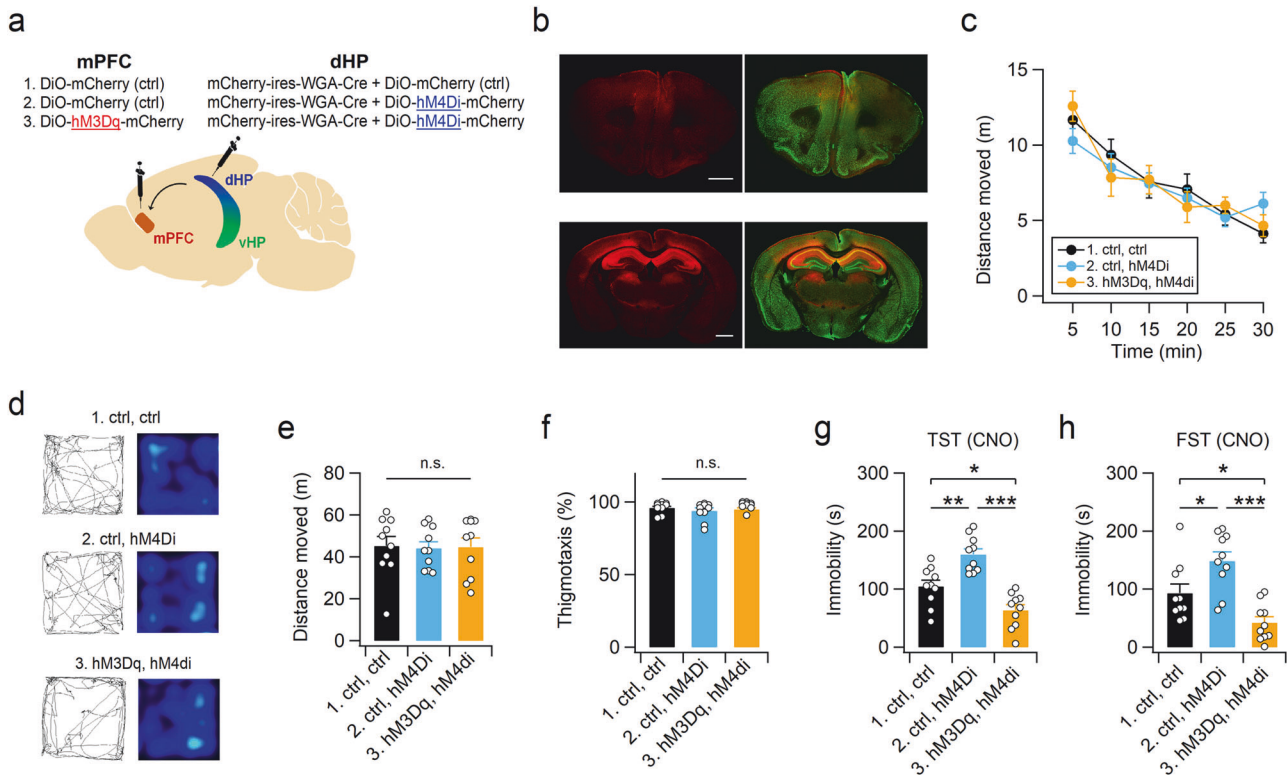 a
mPFC
dHP
1. DiO-mCherry (ctrl)
mCherry-ires-WGA-Cre + DiO-mCherry (ctrl)
2. DiO-mCherry (ctrl)
mCherry-ires-WGA-Cre + DiO-hM4Di-mCherry
3. DiO-hM3Dq-mCherry
mCherry-ires-WGA-Cre + DiO-hM4Di-mCherry
dHP
mPFC
vHP
b
c
Distance moved (m)
15
10
5
0
1. ctrl, ctrl
2. ctrl, hM4Di
3. hM3Dq, hM4di
5 10 15 20 25 30
Time (min)
d
1. ctrl, ctrl
2. ctrl, hM4Di
3. hM3Dq, hM4di
e
n.s.
Distance moved (m)
80
60
40
20
0
1. ctrl, ctrl
2. ctrl, hM4Di
3. hM3Dq, hM4di
f
n.s.
Thigmotaxis (%)
100
50
0
1. ctrl, ctrl
2. ctrl, hM4Di
3. hM3Dq, hM4di
g
TST (CNO)
*
** ***
Immobility (s)
300
200
100
0
1. ctrl, ctrl
2. ctrl, hM4Di
3. hM3Dq, hM4di
h
FST (CNO)
*
* ***
Immobility (s)
300
200
100
0
1. ctrl, ctrl
2. ctrl, hM4Di
3. hM3Dq, hM4di